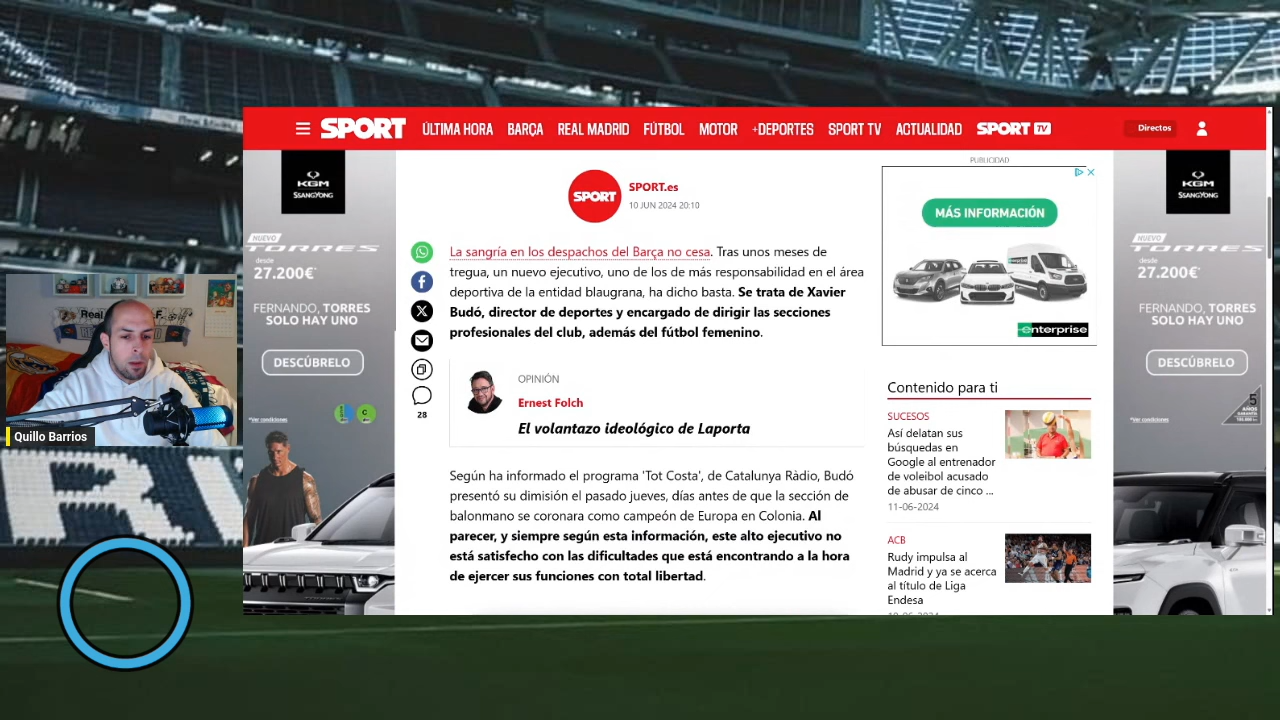 SPORT
ÚLTIMA HORA
BARÇA
REAL MADRID
FÚTBOL
MOTOR
+DEPORTES
SPORT TV
ACTUALIDAD
SPORT TV
Directos
KGM
SSANGYONG
NUEVO
TORRES
desde
27.200€*
FERNANDO, TORRES
SOLO HAY UNO
DESCÚBRELO
*Ver condiciones
SPORT
SPORT.es
10 JUN 2024 20:10
La sangría en los despachos del Barça no cesa. Tras unos meses de
tregua, un nuevo ejecutivo, uno de los de más responsabilidad en el área
deportiva de la entidad blaugrana, ha dicho basta. Se trata de Xavier
Budó, director de deportes y encargado de dirigir las secciones
profesionales del club, además del fútbol femenino.
28
OPINIÓN
Ernest Folch
El volantazo ideológico de Laporta
Según ha informado el programa 'Tot Costa', de Catalunya Ràdio, Budó
presentó su dimisión el pasado jueves, días antes de que la sección de
balonmano se coronara como campeón de Europa en Colonia. Al
parecer, y siempre según esta información, este alto ejecutivo no
está satisfecho con las dificultades que está encontrando a la hora
de ejercer sus funciones con total libertad.
PUBLICIDAD
MÁS INFORMACIÓN
enterprise
Contenido para ti
SUCESOS
Así delatan sus
búsquedas en
Google al entrenador
de voleibol acusado
de abusar de cinco ...
11-06-2024
ACB
Rudy impulsa al
Madrid y ya se acerca
al título de Liga
Endesa
KGM
SSANGYONG
NUEVO
TORRES
desde
27.200€*
FERNANDO, TORRES
SOLO HAY UNO
DESCÚBRELO
*Ver condiciones
5
AÑOS
Real
F.
Quillo Barrios